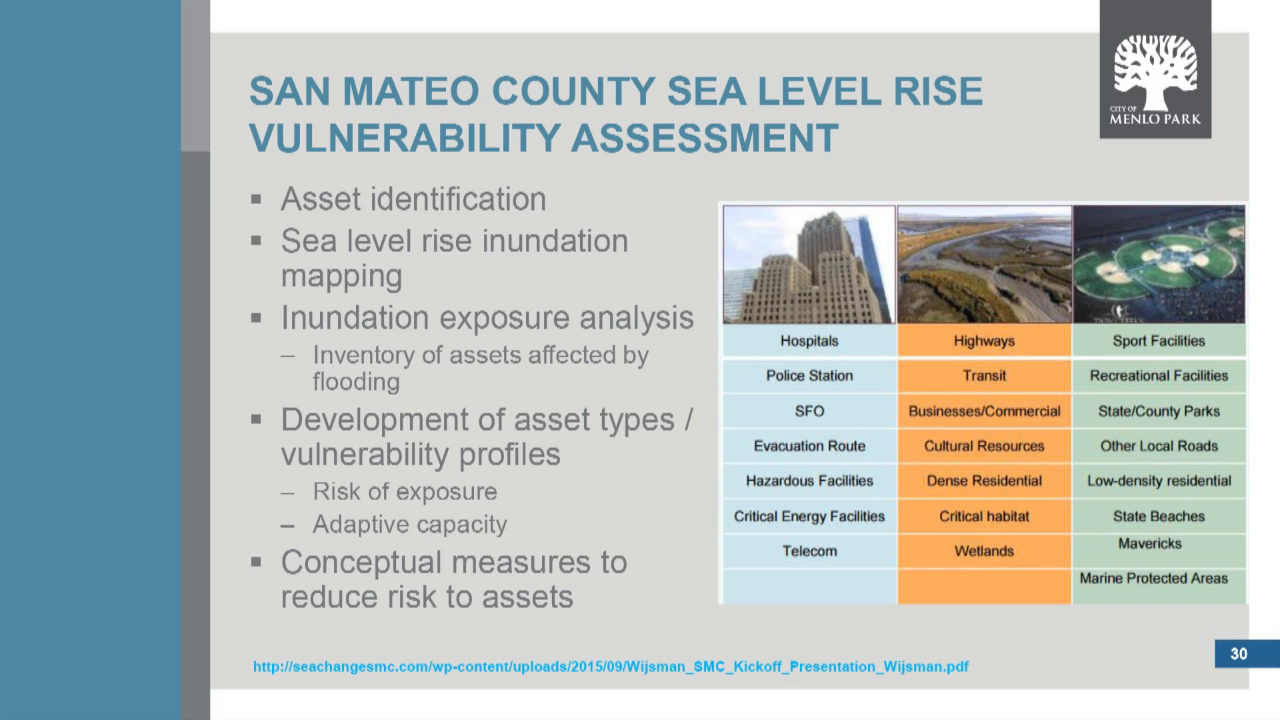 SAN MATEO COUNTY SEA LEVEL RISE
VULNERABILITY ASSESSMENT
CITY OF
MENLO PARK
▪ Asset identification
▪ Sea level rise inundation
mapping
▪ Inundation exposure analysis
– Inventory of assets affected by
flooding
▪ Development of asset types /
vulnerability profiles
– Risk of exposure
– Adaptive capacity
▪ Conceptual measures to
reduce risk to assets
Hospitals Highways Sport Facilities
Police Station Transit Recreational Facilities
SFO Businesses/Commercial State/County Parks
Evacuation Route Cultural Resources Other Local Roads
Hazardous Facilities Dense Residential Low-density residential
Critical Energy Facilities Critical habitat State Beaches
Telecom Wetlands Mavericks
Marine Protected Areas
http://seachangesmc.com/wp-content/uploads/2015/09/Wijsman_SMC_Kickoff_Presentation_Wijsman.pdf
30